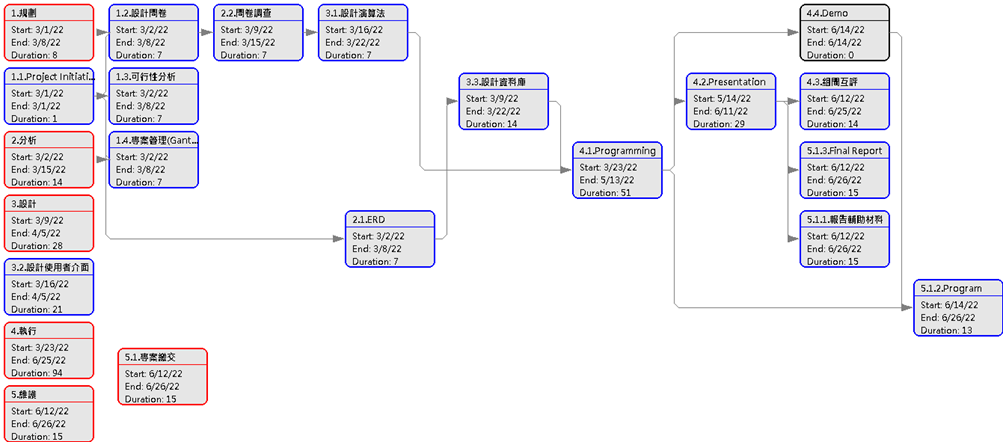 1.規劃
Start: 3/1/22
End: 3/8/22
Duration: 8
1.2.設計問卷
Start: 3/2/22
End: 3/8/22
Duration: 7
2.2.問卷調查
Start: 3/9/22
End: 3/15/22
Duration: 7
3.1.設計演算法
Start: 3/16/22
End: 3/22/22
Duration: 7
4.4.Demo
Start: 6/14/22
End: 6/14/22
Duration: 0
1.1.Project Initiati...
Start: 3/1/22
End: 3/1/22
Duration: 1
1.3.可行性分析
Start: 3/2/22
End: 3/8/22
Duration: 7
3.3.設計資料庫
Start: 3/9/22
End: 3/22/22
Duration: 14
4.2.Presentation
Start: 5/14/22
End: 6/11/22
Duration: 29
4.3.組間互評
Start: 6/12/22
End: 6/25/22
Duration: 14
2.分析
Start: 3/2/22
End: 3/15/22
Duration: 14
1.4.專案管理(Gant...
Start: 3/2/22
End: 3/8/22
Duration: 7
4.1.Programming
Start: 3/23/22
End: 5/13/22
Duration: 51
5.1.3.Final Report
Start: 6/12/22
End: 6/26/22
Duration: 15
3.設計
Start: 3/9/22
End: 4/5/22
Duration: 28
2.1.ERD
Start: 3/2/22
End: 3/8/22
Duration: 7
5.1.1.報告輔助材料
Start: 6/12/22
End: 6/26/22
Duration: 15
3.2.設計使用者介面
Start: 3/16/22
End: 4/5/22
Duration: 21
5.1.2.Program
Start: 6/14/22
End: 6/26/22
Duration: 13
4.執行
Start: 3/23/22
End: 6/25/22
Duration: 94
5.1.專案繳交
Start: 6/12/22
End: 6/26/22
Duration: 15
5.維護
Start: 6/12/22
End: 6/26/22
Duration: 15